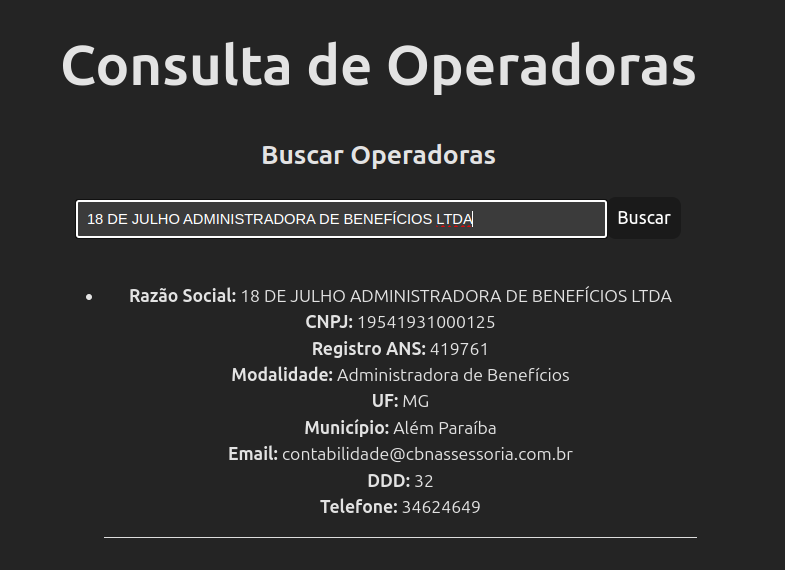 Consulta de Operadoras
Buscar Operadoras
18 DE JULHO ADMINISTRADORA DE BENEFÍCIOS LTDA
Buscar
• Razão Social: 18 DE JULHO ADMINISTRADORA DE BENEFÍCIOS LTDA
CNPJ: 19541931000125
Registro ANS: 419761
Modalidade: Administradora de Benefícios
UF: MG
Município: Além Paraíba
Email: contabilidade@cbnassessoria.com.br
DDD: 32
Telefone: 34624649